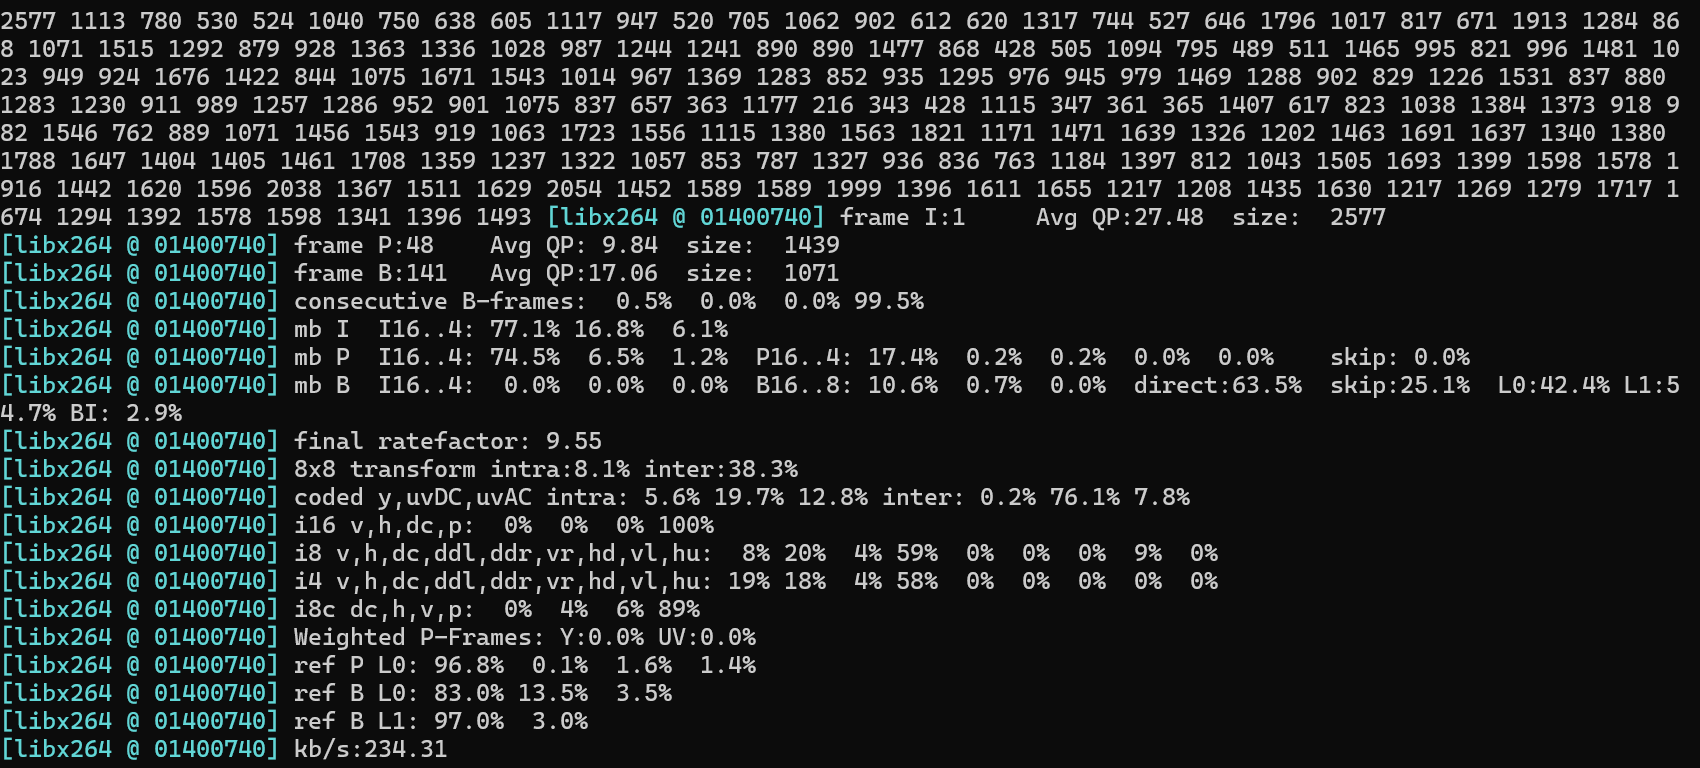 2577 1113 780 530 524 1040 750 638 605 1117 947 520 705 1062 902 612 620 1317 744 527 646 1796 1017 817 671 1913 1284 86
8 1071 1515 1292 879 928 1363 1336 1028 987 1244 1241 890 890 1477 868 428 505 1094 795 489 511 1465 995 821 996 1481 10
23 949 924 1676 1422 844 1075 1671 1543 1014 967 1369 1283 852 935 1295 976 945 979 1469 1288 902 829 1226 1531 837 880
1283 1230 911 989 1257 1286 952 901 1075 837 657 363 1177 216 343 428 1115 347 361 365 1407 617 823 1038 1384 1373 918 9
82 1546 762 889 1071 1456 1543 919 1063 1723 1556 1115 1380 1563 1821 1171 1471 1639 1326 1202 1463 1691 1637 1340 1380
1788 1647 1404 1405 1461 1708 1359 1237 1322 1057 853 787 1327 936 836 763 1184 1397 812 1043 1505 1693 1399 1598 1578 1
916 1442 1620 1596 2038 1367 1511 1629 2054 1452 1589 1589 1999 1396 1611 1655 1217 1208 1435 1630 1217 1269 1279 1717 1
674 1294 1392 1578 1598 1341 1396 1493 [libx264 @ 01400740] frame I:1     Avg QP:27.48  size:  2577
[libx264 @ 01400740] frame P:48    Avg QP: 9.84  size:  1439
[libx264 @ 01400740] frame B:141   Avg QP:17.06  size:  1071
[libx264 @ 01400740] consecutive B-frames:  0.5%  0.0%  0.0% 99.5%
[libx264 @ 01400740] mb I  I16..4: 77.1% 16.8%  6.1%
[libx264 @ 01400740] mb P  I16..4: 74.5%  6.5%  1.2%  P16..4: 17.4%  0.2%  0.2%  0.0%  0.0%    skip: 0.0%
[libx264 @ 01400740] mb B  I16..4:  0.0%  0.0%  0.0%  B16..8: 10.6%  0.7%  0.0%  direct:63.5%  skip:25.1%  L0:42.4% L1:5
4.7% BI: 2.9%
[libx264 @ 01400740] final ratefactor: 9.55
[libx264 @ 01400740] 8x8 transform intra:8.1% inter:38.3%
[libx264 @ 01400740] coded y,uvDC,uvAC intra: 5.6% 19.7% 12.8% inter: 0.2% 76.1% 7.8%
[libx264 @ 01400740] i16 v,h,dc,p:  0%  0%  0% 100%
[libx264 @ 01400740] i8 v,h,dc,ddl,ddr,vr,hd,vl,hu:  8% 20%  4% 59%  0%  0%  0%  9%  0%
[libx264 @ 01400740] i4 v,h,dc,ddl,ddr,vr,hd,vl,hu: 19% 18%  4% 58%  0%  0%  0%  0%  0%
[libx264 @ 01400740] i8c dc,h,v,p:  0%  4%  6% 89%
[libx264 @ 01400740] Weighted P-Frames: Y:0.0% UV:0.0%
[libx264 @ 01400740] ref P L0: 96.8%  0.1%  1.6%  1.4%
[libx264 @ 01400740] ref B L0: 83.0% 13.5%  3.5%
[libx264 @ 01400740] ref B L1: 97.0%  3.0%
[libx264 @ 01400740] kb/s:234.31